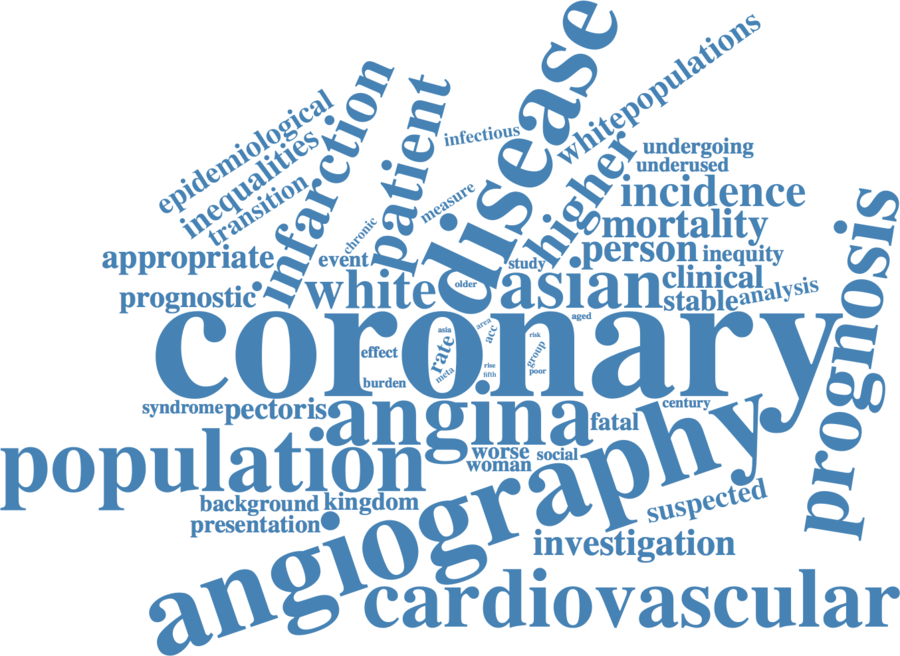 disease
whitepopulations
epidemiological
inequalities
transition
infarction
patient
infectious
measure
chronic
higher
undergoing
underused
incidence
mortality
person
inequity
appropriate
event
study
clinical
prognostic
white
older
asian
stable
analysis
prognosis
coronary
aged
asia
area
acc
risk
rate
effect
group
meta
rise
fifth
poor
burden
syndrome
pectoris
angina
fatal
century
population
worse
social
woman
angiography
background
kingdom
presentation
suspected
investigation
cardiovascular